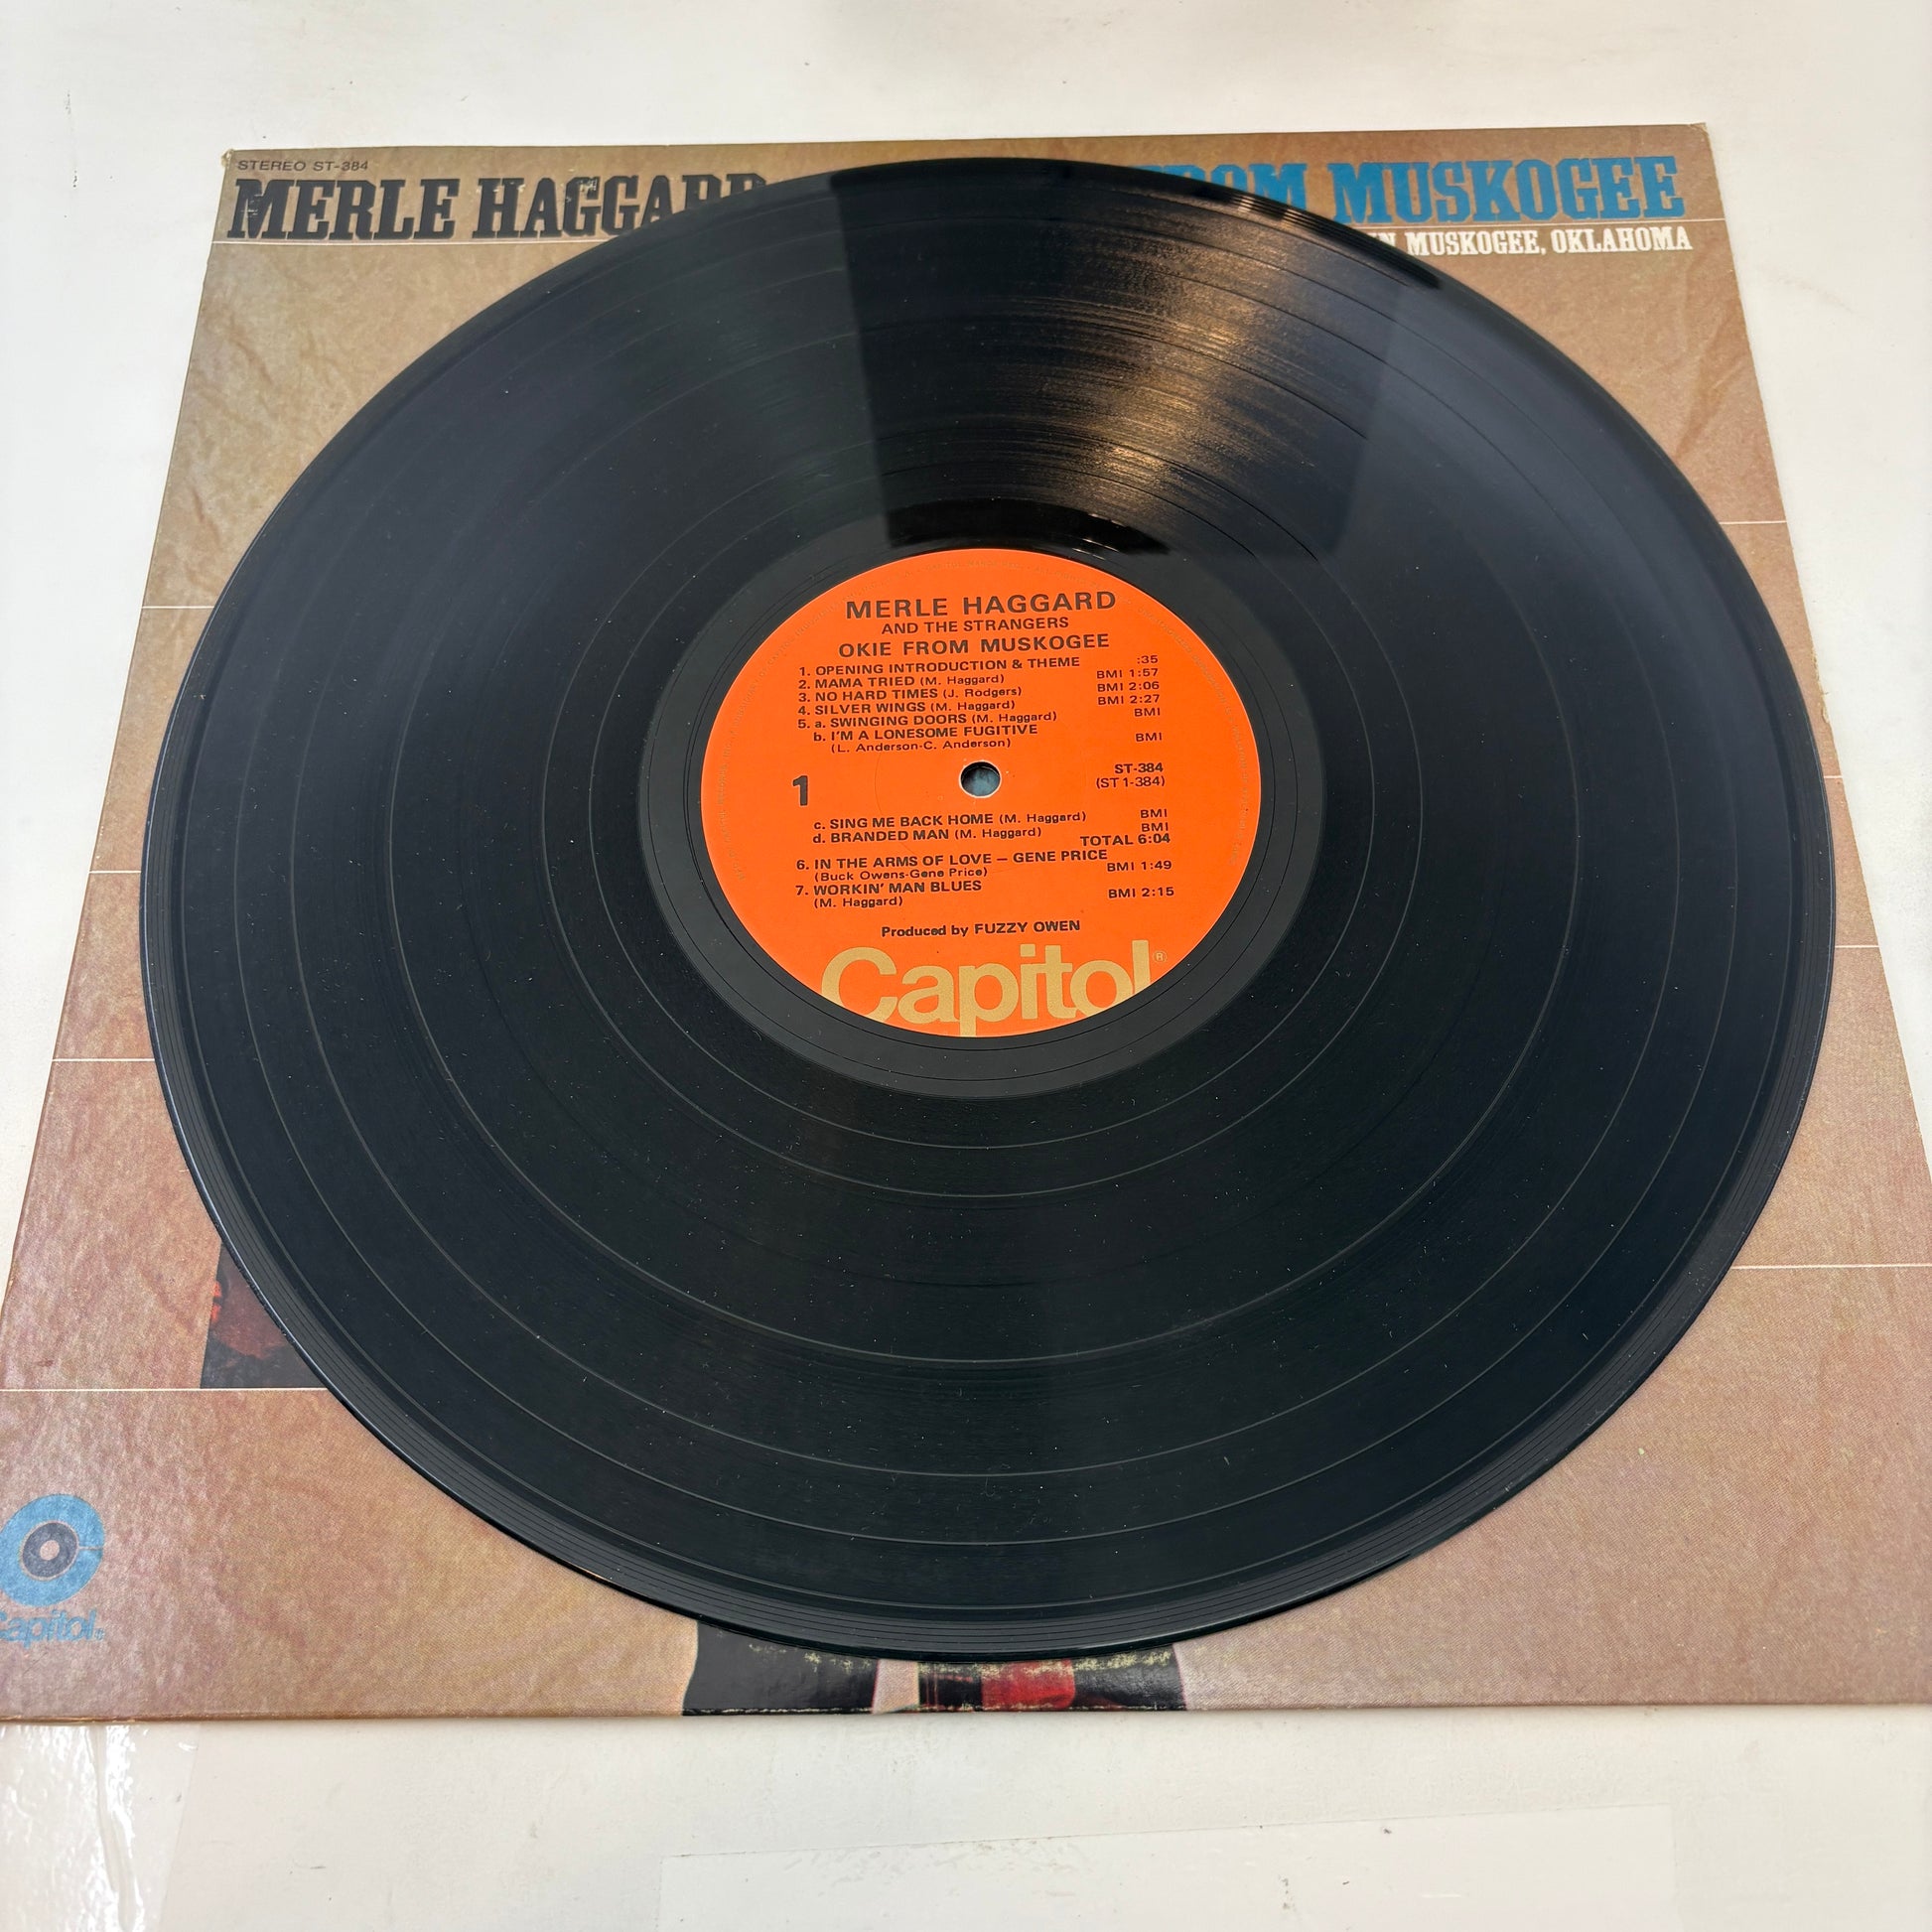 STEREO ST-384
MERLE HAGGARD
FROM MUSKOGEE
IN MUSKOGEE, OKLAHOMA
MERLE HAGGARD
AND THE STRANGERS
OKIE FROM MUSKOGEE
1. OPENING INTRODUCTION & THEME :35
2. MAMA TRIED (M. Haggard) BMI 1:57
3. NO HARD TIMES (J. Rodgers) BMI 2:06
4. SILVER WINGS (M. Haggard) BMI 2:27
5. a. SWINGING DOORS (M. Haggard) BMI
b. I'M A LONESOME FUGITIVE
(L. Anderson-C. Anderson) BMI
ST-384
1 (ST 1-384)
c. SING ME BACK HOME (M. Haggard) BMI
d. BRANDED MAN (M. Haggard) BMI
TOTAL 6:04
6. IN THE ARMS OF LOVE — GENE PRICE
(Buck Owens-Gene Price) BMI 1:49
7. WORKIN' MAN BLUES
(M. Haggard) BMI 2:15
Produced by FUZZY OWEN
Capitol®
Capitol®